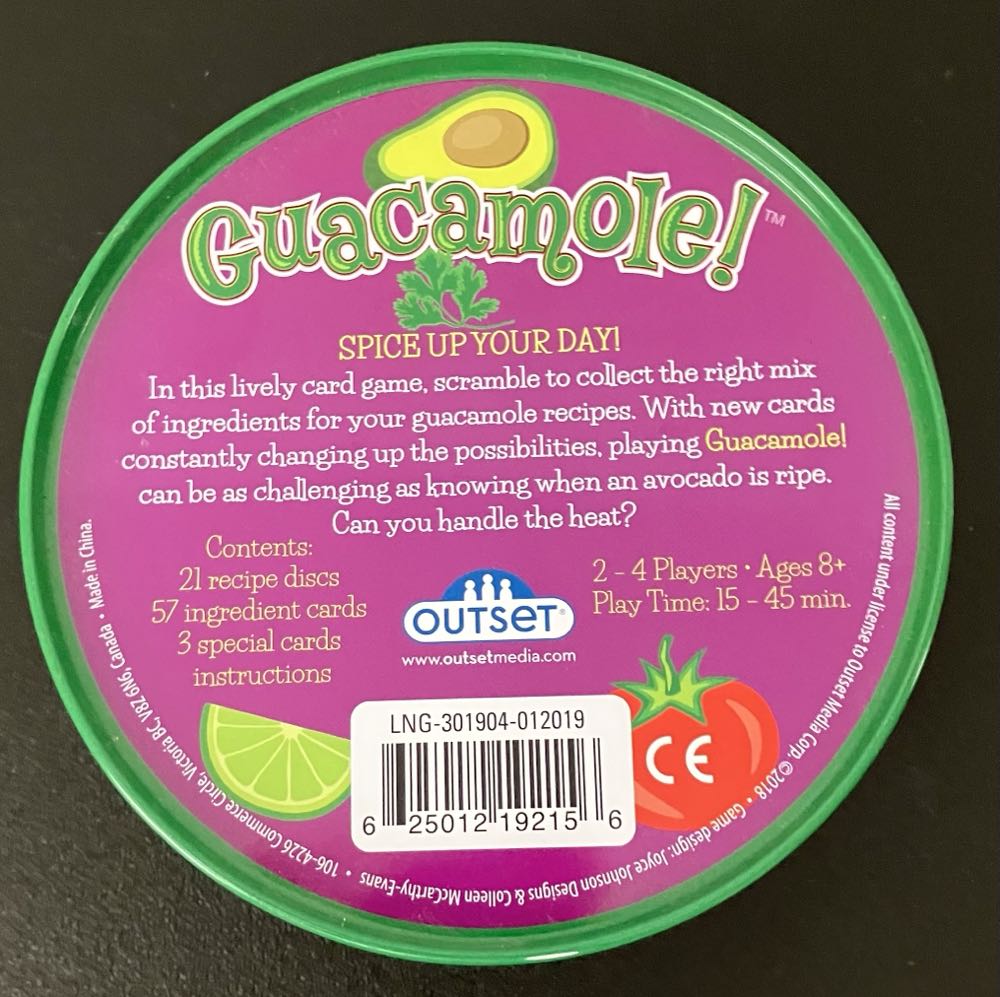 Guacamole!™
SPICE UP YOUR DAY!
In this lively card game, scramble to collect the right mix
of ingredients for your guacamole recipes. With new cards
constantly changing up the possibilities, playing Guacamole!
can be as challenging as knowing when an avocado is ripe.
Can you handle the heat?
Contents:
21 recipe discs
57 ingredient cards
3 special cards
instructions
OUTSET®
www.outsetmedia.com
2 - 4 Players • Ages 8+
Play Time: 15 - 45 min.
LNG-301904-012019
6 25012 19215 6
CE
All content under license to Outset Media Corp. ©2018 • Game design: Joyce Johnson Designs & Colleen McCarthy-Evans • 106-4226 Commerce Circle, Victoria BC, V8Z 6N6, Canada • Made in China.